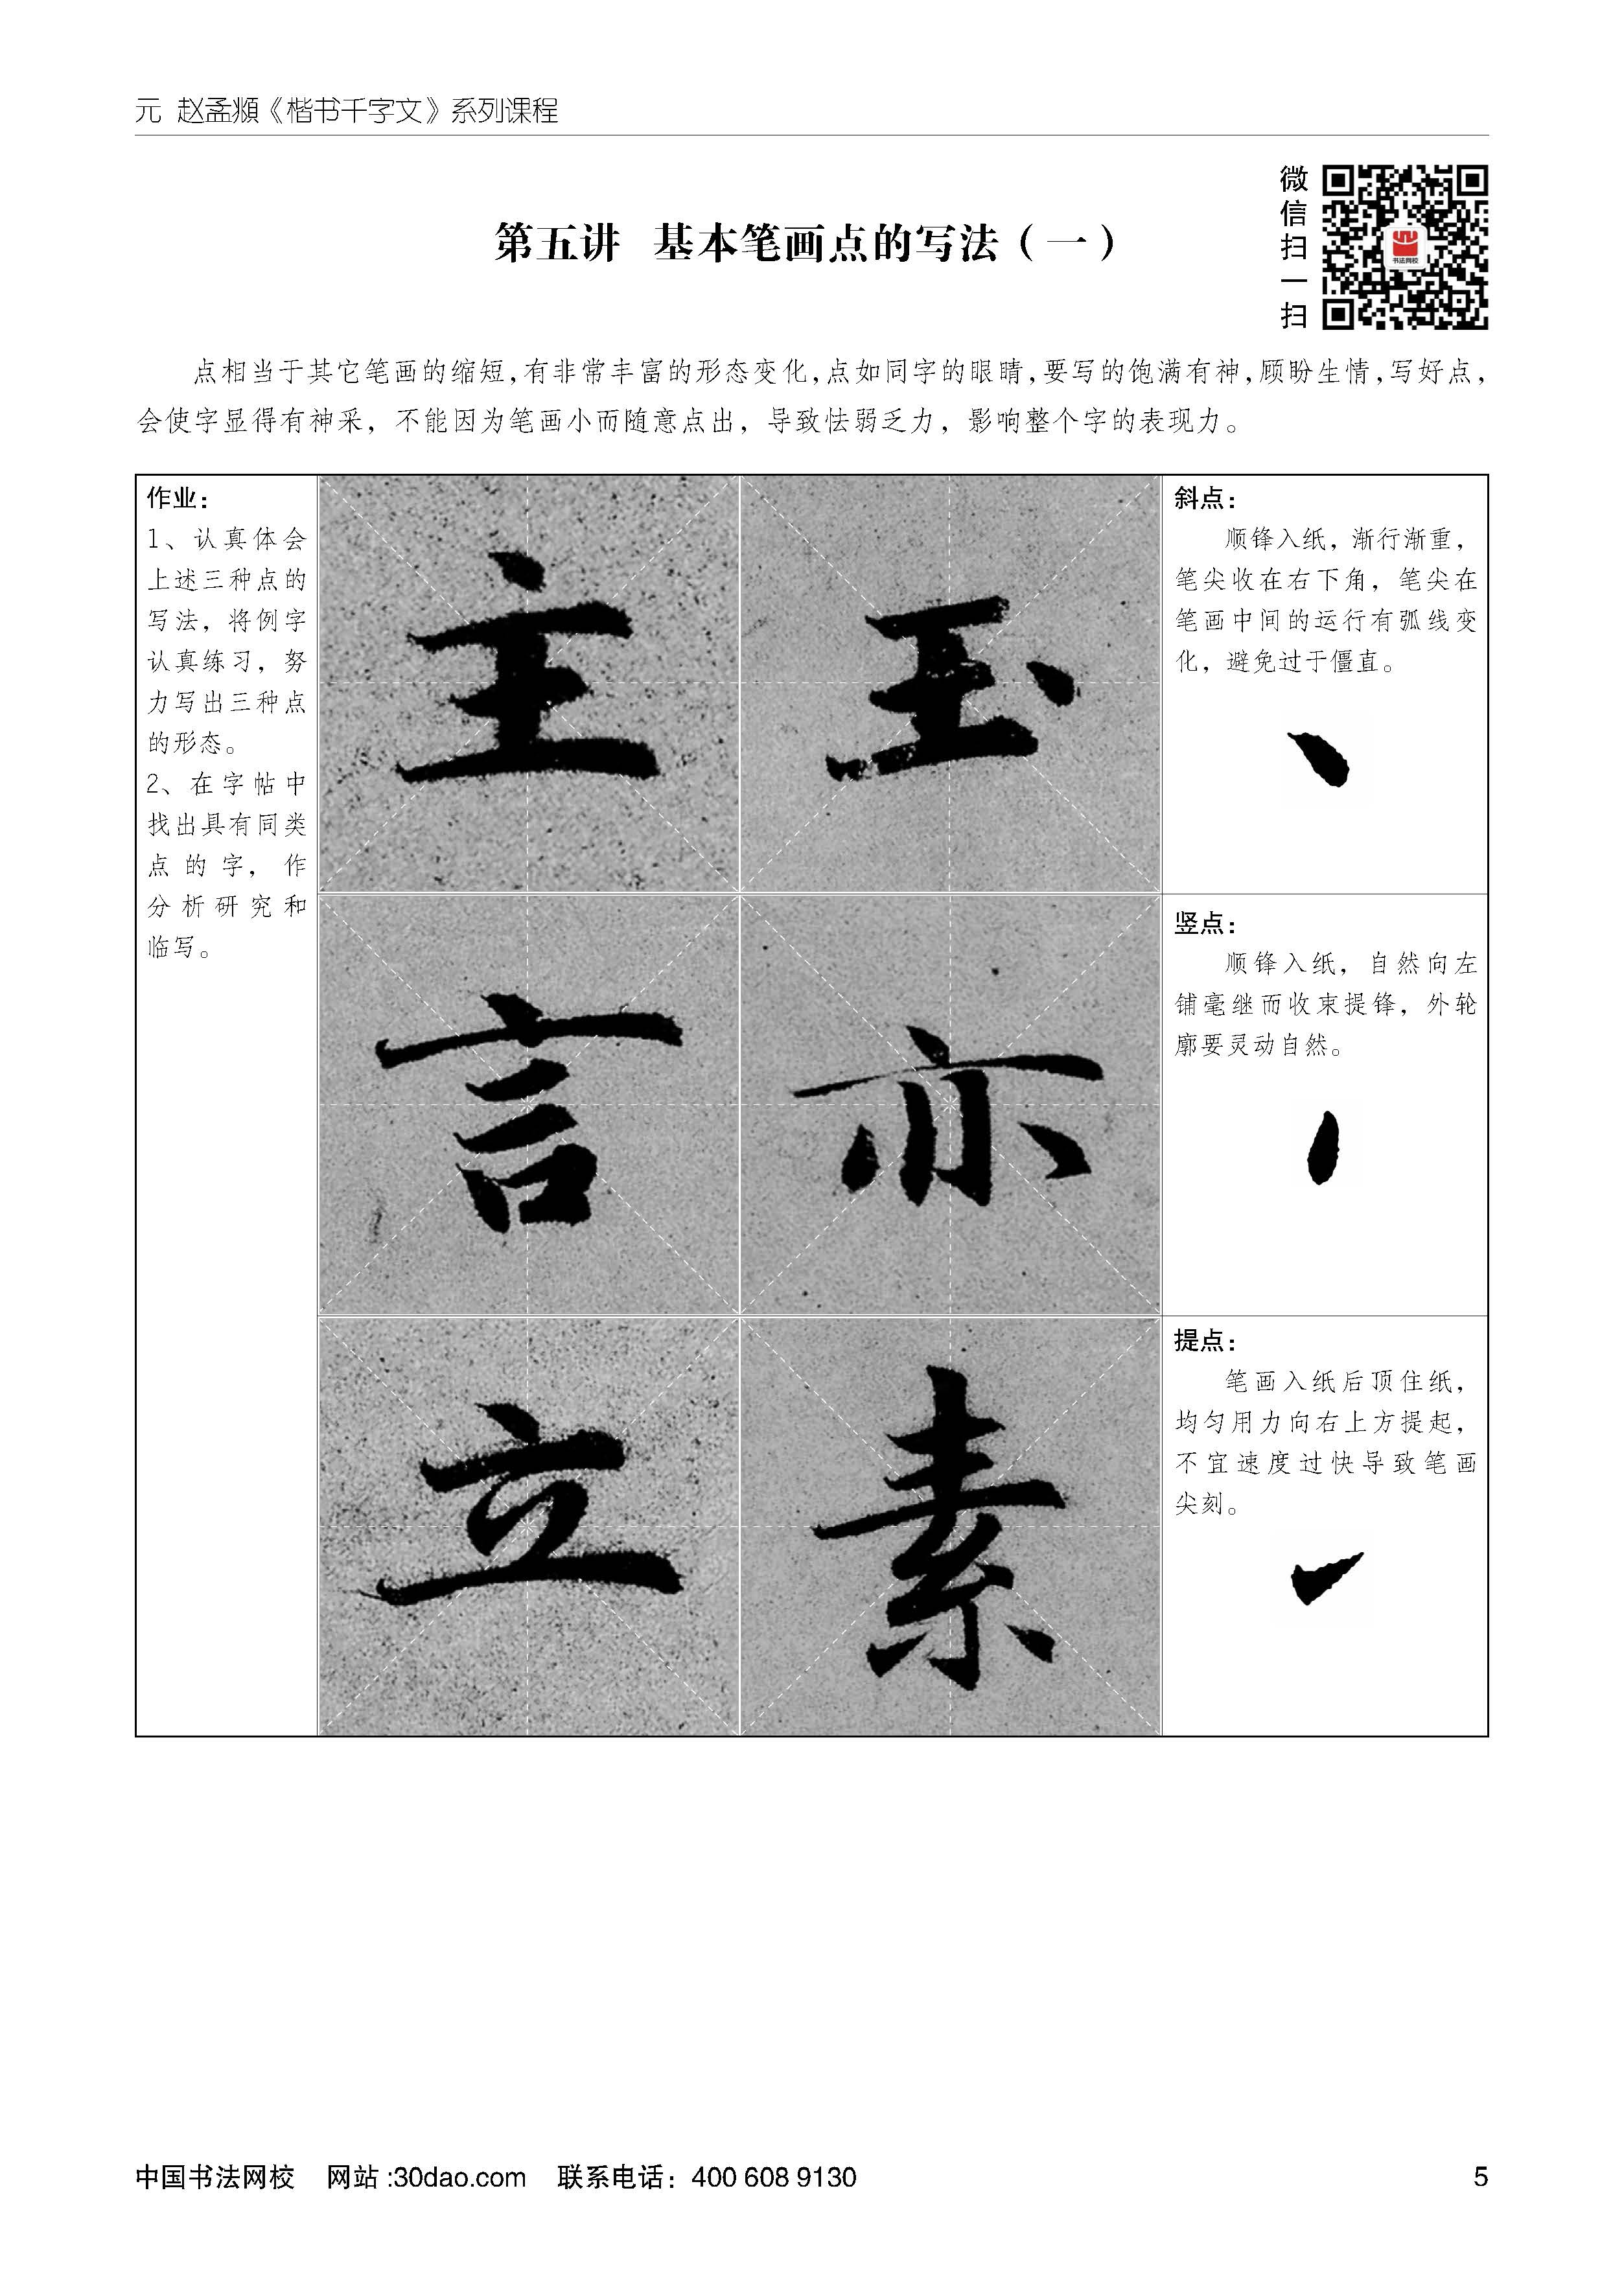 元 赵孟頫《楷书千字文》系列课程
微信扫一扫
书法网校
第五讲 基本笔画点的写法（一）
点相当于其它笔画的缩短，有非常丰富的形态变化，点如同字的眼睛，要写的饱满有神，顾盼生情，写好点，
会使字显得有神采，不能因为笔画小而随意点出，导致怯弱乏力，影响整个字的表现力。
作业：
1、认真体会
上述三种点的
写法，将例字
认真练习，努
力写出三种点
的形态。
2、在字帖中
找出具有同类
点的字，作
分析研究和
临写。
主 玉
言 亦
立 素
斜点：
顺锋入纸，渐行渐重，
笔尖收在右下角，笔尖在
笔画中间的运行有弧线变
化，避免过于僵直。
竖点：
顺锋入纸，自然向左
铺毫继而收束提锋，外轮
廓要灵动自然。
提点：
笔画入纸后顶住纸，
均匀用力向右上方提起，
不宜速度过快导致笔画
尖刻。
中国书法网校 网站:30dao.com 联系电话：400 608 9130
5